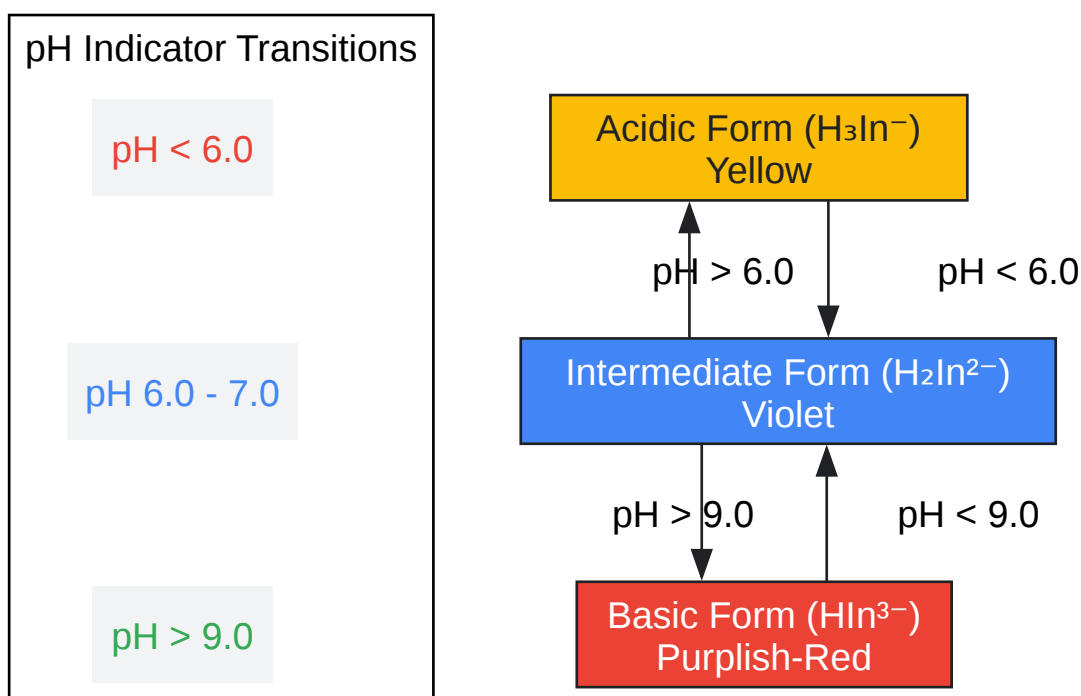 pH Indicator Transitions
pH < 6.0
pH 6.0 - 7.0
pH > 9.0
Acidic Form (H₃In⁻)
Yellow
pH > 6.0
pH < 6.0
Intermediate Form (H₂In²⁻)
Violet
pH > 9.0
pH < 9.0
Basic Form (HIn³⁻)
Purplish-Red